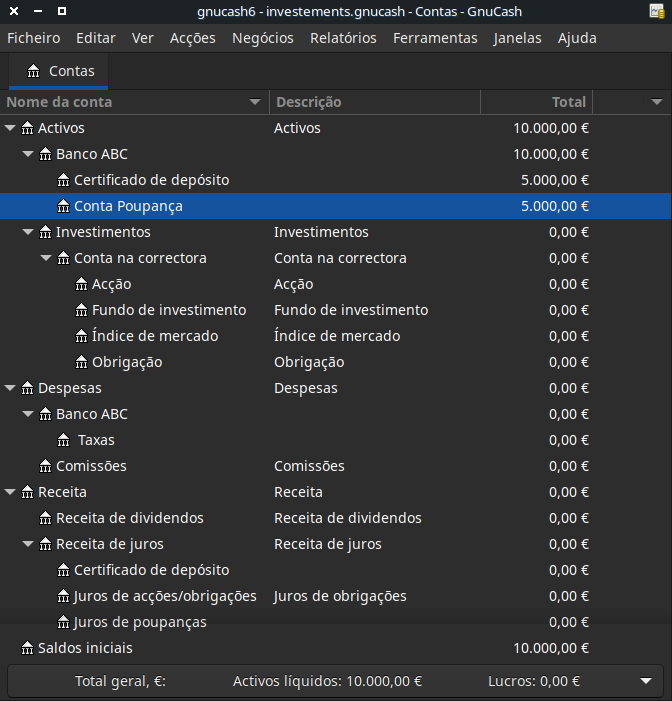 gnucash6 - investements.gnucash - Contas - GnuCash
Ficheiro Editar Ver Acções Negócios Relatórios Ferramentas Janelas Ajuda
Contas
Nome da conta Descrição Total
Activos Activos 10.000,00 €
Banco ABC 10.000,00 €
Certificado de depósito 5.000,00 €
Conta Poupança 5.000,00 €
Investimentos Investimentos 0,00 €
Conta na correctora Conta na correctora 0,00 €
Acção Acção 0,00 €
Fundo de investimento Fundo de investimento 0,00 €
Índice de mercado Índice de mercado 0,00 €
Obrigação Obrigação 0,00 €
Despesas Despesas 0,00 €
Banco ABC 0,00 €
Taxas 0,00 €
Comissões Comissões 0,00 €
Receita Receita 0,00 €
Receita de dividendos Receita de dividendos 0,00 €
Receita de juros Receita de juros 0,00 €
Certificado de depósito 0,00 €
Juros de acções/obrigações Juros de obrigações 0,00 €
Juros de poupanças 0,00 €
Saldos iniciais 10.000,00 €
Total geral, €: Activos líquidos: 10.000,00 € Lucros: 0,00 €